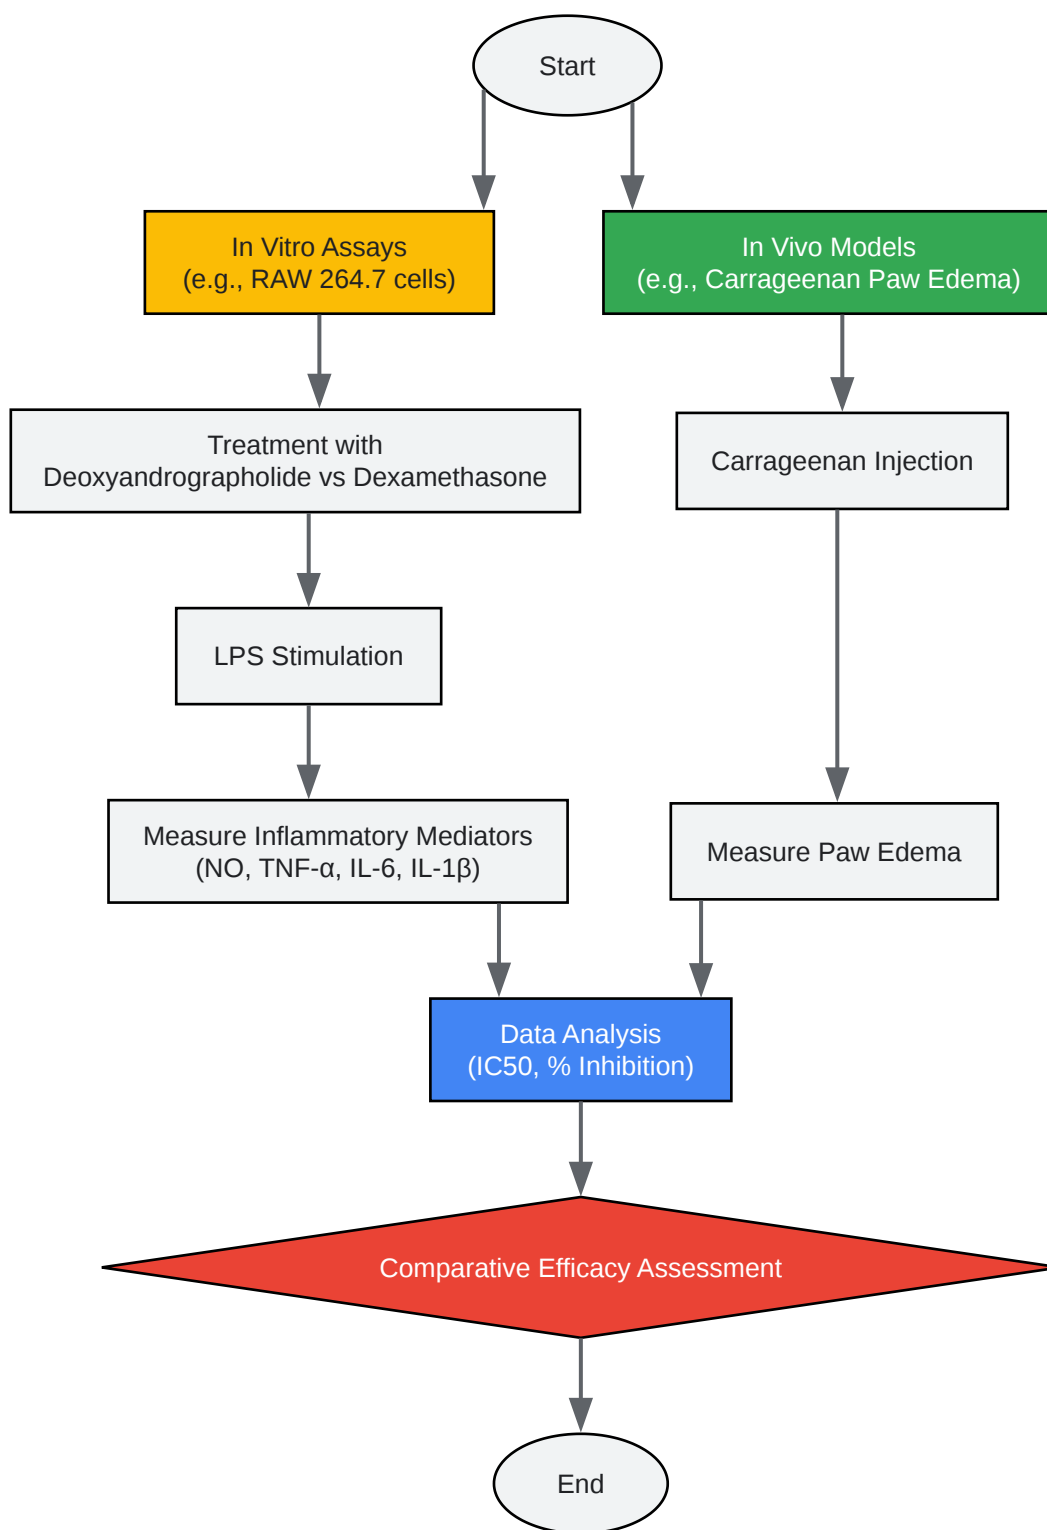 Start
In Vitro Assays
(e.g., RAW 264.7 cells)
In Vivo Models
(e.g., Carrageenan Paw Edema)
Treatment with
Deoxyandrographolide vs Dexamethasone
Carrageenan Injection
LPS Stimulation
Measure Inflammatory Mediators
(NO, TNF-α, IL-6, IL-1β)
Measure Paw Edema
Data Analysis
(IC50, % Inhibition)
Comparative Efficacy Assessment
End